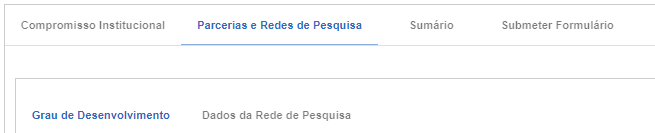 Compromisso Institucional Parcerias e Redes de Pesquisa Sumário Submeter Formulário
Grau de Desenvolvimento Dados da Rede de Pesquisa